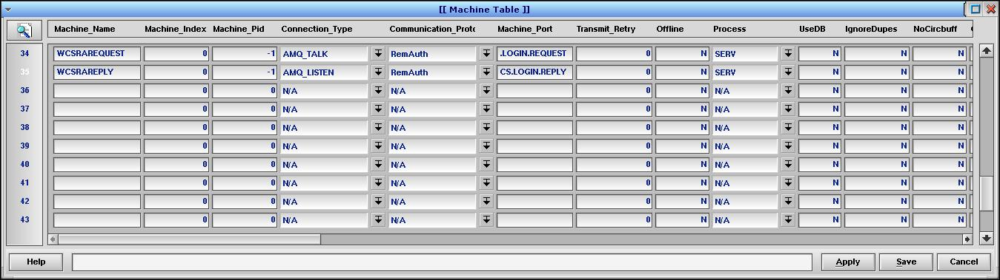 [[ Machine Table ]]
Machine_Name Machine_Index Machine_Pid Connection_Type Communication_Proto Machine_Port Transmit_Retry Offline Process UseDB IgnoreDupes NoCircbuff
34 WCSRAREQUEST 0 -1 AMQ_TALK RemAuth .LOGIN.REQUEST 0 N SERV N N N
35 WCSRAREPLY 0 -1 AMQ_LISTEN RemAuth CS.LOGIN.REPLY 0 N SERV N N N
36 0 0 N/A N/A 0 N N/A N N N
37 0 0 N/A N/A 0 N N/A N N N
38 0 0 N/A N/A 0 N N/A N N N
39 0 0 N/A N/A 0 N N/A N N N
40 0 0 N/A N/A 0 N N/A N N N
41 0 0 N/A N/A 0 N N/A N N N
42 0 0 N/A N/A 0 N N/A N N N
43 0 0 N/A N/A 0 N N/A N N N
Help Apply Save Cancel